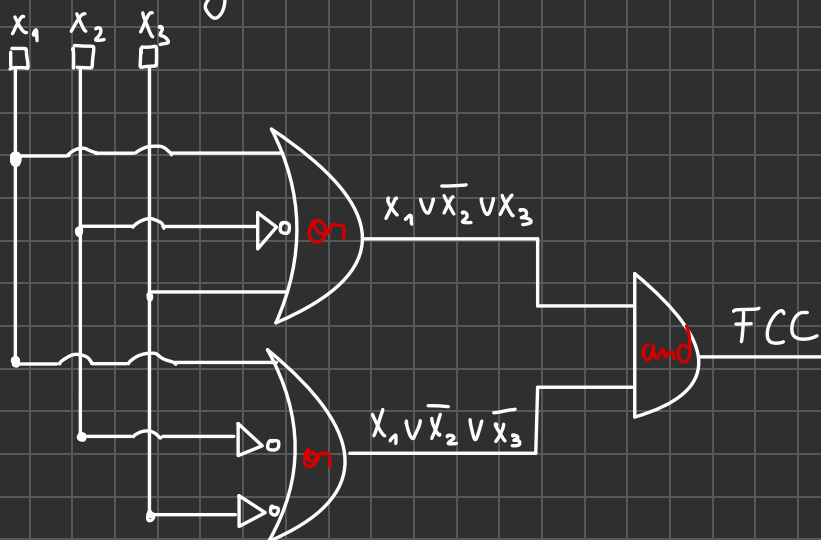 x₁ x₂ x₃
or
x₁ ∨ x̅₂ ∨ x₃
and
FCC
or
x₁ ∨ x̅₂ ∨ x̅₃